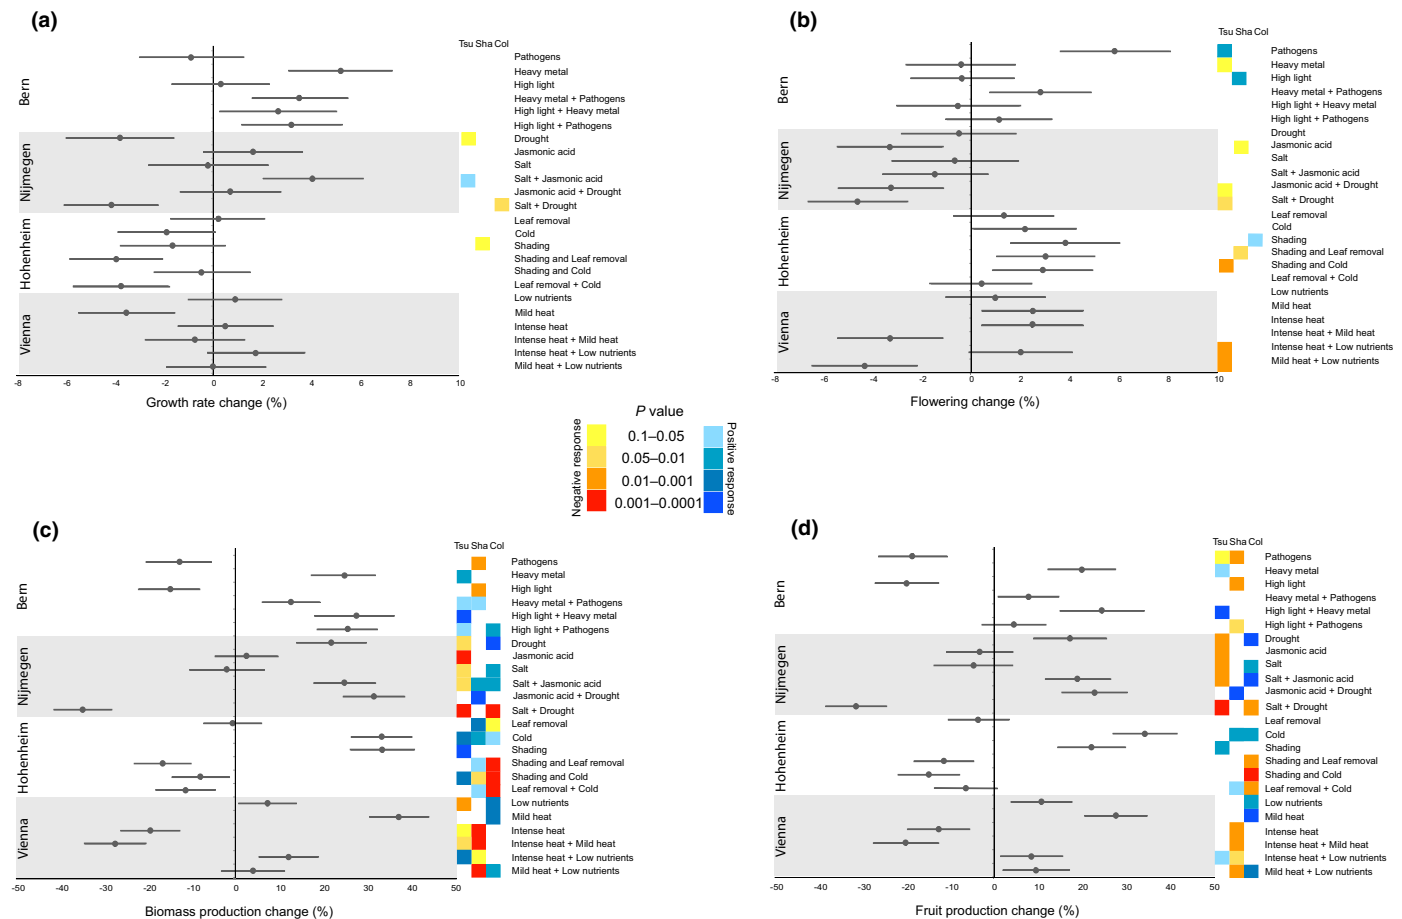 (a)
Tsu Sha Col
Bern
Pathogens
Heavy metal
High light
Heavy metal + Pathogens
High light + Heavy metal
High light + Pathogens
Nijmegen
Drought
Jasmonic acid
Salt
Salt + Jasmonic acid
Jasmonic acid + Drought
Salt + Drought
Hohenheim
Leaf removal
Cold
Shading
Shading and Leaf removal
Shading and Cold
Leaf removal + Cold
Vienna
Low nutrients
Mild heat
Intense heat
Intense heat + Mild heat
Intense heat + Low nutrients
Mild heat + Low nutrients
-8 -6 -4 -2 0 2 4 6 8 10
Growth rate change (%)
(b)
Tsu Sha Col
Bern
Pathogens
Heavy metal
High light
Heavy metal + Pathogens
High light + Heavy metal
High light + Pathogens
Nijmegen
Drought
Jasmonic acid
Salt
Salt + Jasmonic acid
Jasmonic acid + Drought
Salt + Drought
Hohenheim
Leaf removal
Cold
Shading
Shading and Leaf removal
Shading and Cold
Leaf removal + Cold
Vienna
Low nutrients
Mild heat
Intense heat
Intense heat + Mild heat
Intense heat + Low nutrients
Mild heat + Low nutrients
-8 -6 -4 -2 0 2 4 6 8 10
Flowering change (%)
P value
Negative response
0.1–0.05
0.05–0.01
0.01–0.001
0.001–0.0001
Positive response
(c)
Tsu Sha Col
Bern
Pathogens
Heavy metal
High light
Heavy metal + Pathogens
High light + Heavy metal
High light + Pathogens
Nijmegen
Drought
Jasmonic acid
Salt
Salt + Jasmonic acid
Jasmonic acid + Drought
Salt + Drought
Hohenheim
Leaf removal
Cold
Shading
Shading and Leaf removal
Shading and Cold
Leaf removal + Cold
Vienna
Low nutrients
Mild heat
Intense heat
Intense heat + Mild heat
Intense heat + Low nutrients
Mild heat + Low nutrients
-50 -40 -30 -20 -10 0 10 20 30 40 50
Biomass production change (%)
(d)
Tsu Sha Col
Bern
Pathogens
Heavy metal
High light
Heavy metal + Pathogens
High light + Heavy metal
High light + Pathogens
Nijmegen
Drought
Jasmonic acid
Salt
Salt + Jasmonic acid
Jasmonic acid + Drought
Salt + Drought
Hohenheim
Leaf removal
Cold
Shading
Shading and Leaf removal
Shading and Cold
Leaf removal + Cold
Vienna
Low nutrients
Mild heat
Intense heat
Intense heat + Mild heat
Intense heat + Low nutrients
Mild heat + Low nutrients
-50 -40 -30 -20 -10 0 10 20 30 40 50
Fruit production change (%)